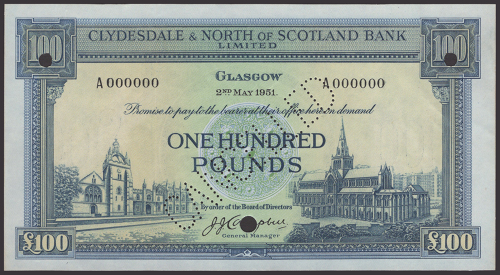 100 CLYDESDALE & NORTH OF SCOTLAND BANK 100
LIMITED
A 000000 GLASGOW A 000000
2ND MAY 1951.
Promise to pay to the bearer at their office here on demand
ONE HUNDRED
POUNDS
By order of the Board of Directors
General Manager
£100 £100